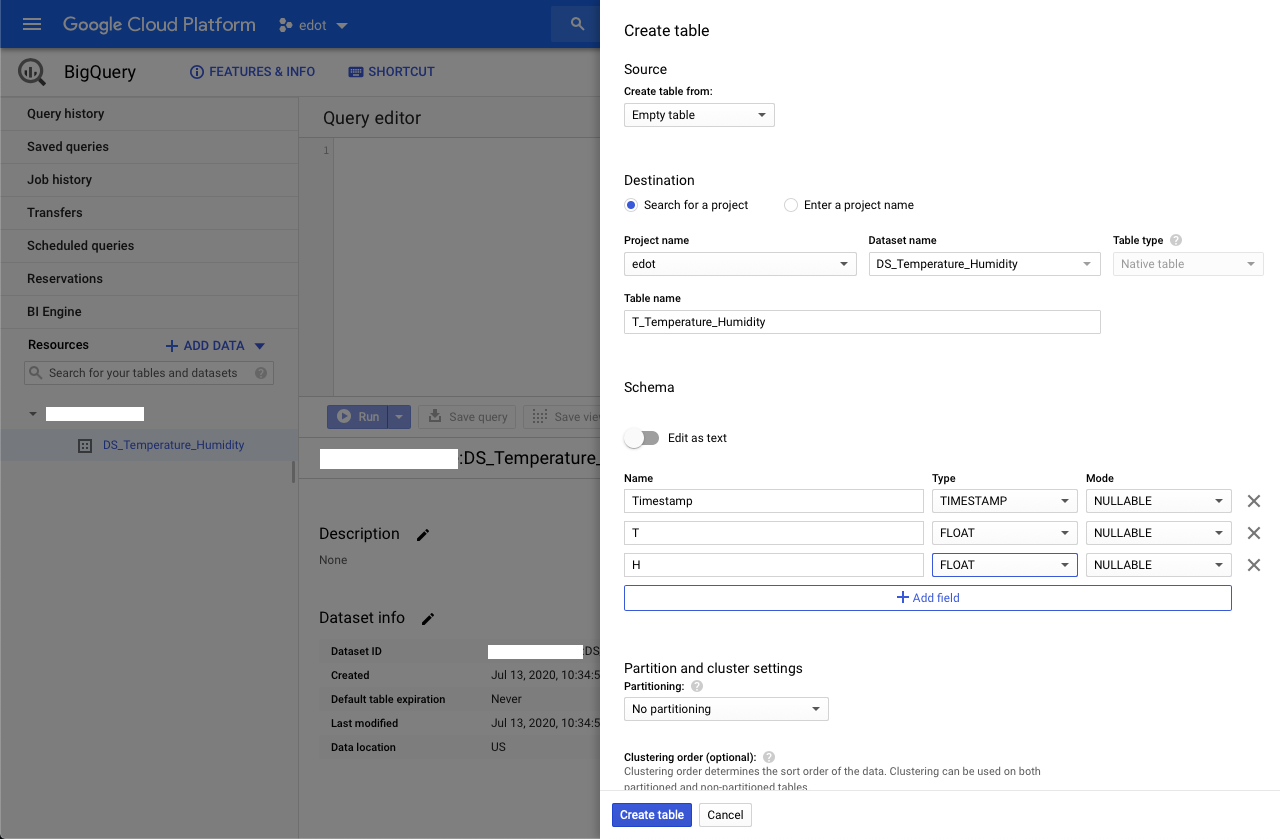 Google Cloud Platform
edot
BigQuery
FEATURES & INFO
SHORTCUT
Query history
Saved queries
Job history
Transfers
Scheduled queries
Reservations
BI Engine
Resources
ADD DATA
Search for your tables and datasets
DS_Temperature_Humidity
Query editor
1
Run
Save query
Save vie
:DS_Temperature_
Description
None
Dataset info
Dataset ID :DS
Created Jul 13, 2020, 10:34:5
Default table expiration Never
Last modified Jul 13, 2020, 10:34:5
Data location US
Create table
Source
Create table from:
Empty table
Destination
Search for a project Enter a project name
Project name Dataset name Table type
edot DS_Temperature_Humidity Native table
Table name
T_Temperature_Humidity
Schema
Edit as text
Name Type Mode
Timestamp TIMESTAMP NULLABLE
T FLOAT NULLABLE
H FLOAT NULLABLE
Add field
Partition and cluster settings
Partitioning:
No partitioning
Clustering order (optional):
Clustering order determines the sort order of the data. Clustering can be used on both
partitioned and non-partitioned tables
Create table Cancel